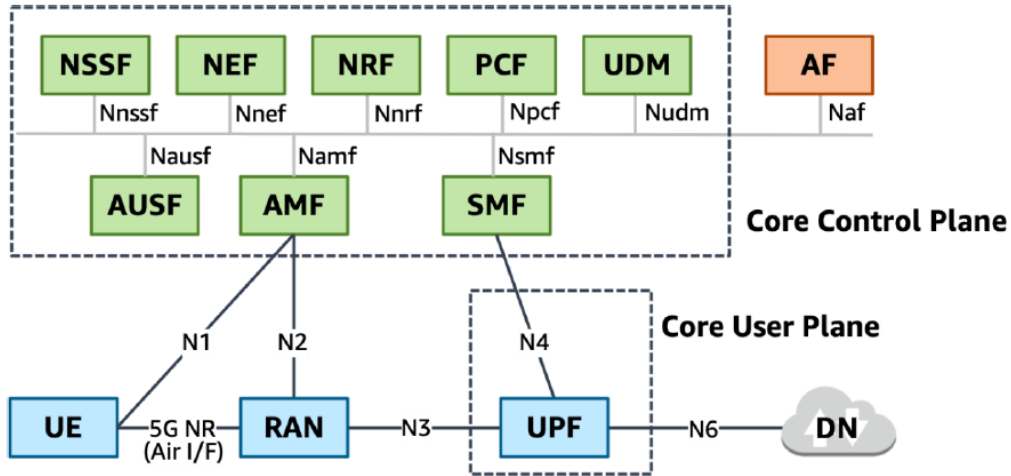 NSSF
NEF
NRF
PCF
UDM
AF
Nnssf
Nnef
Nnrf
Npcf
Nudm
Naf
Nausf
Namf
Nsmf
AUSF
AMF
SMF
Core Control Plane
Core User Plane
N1
N2
N4
UE
5G NR
(Air I/F)
RAN
N3
UPF
N6
DN